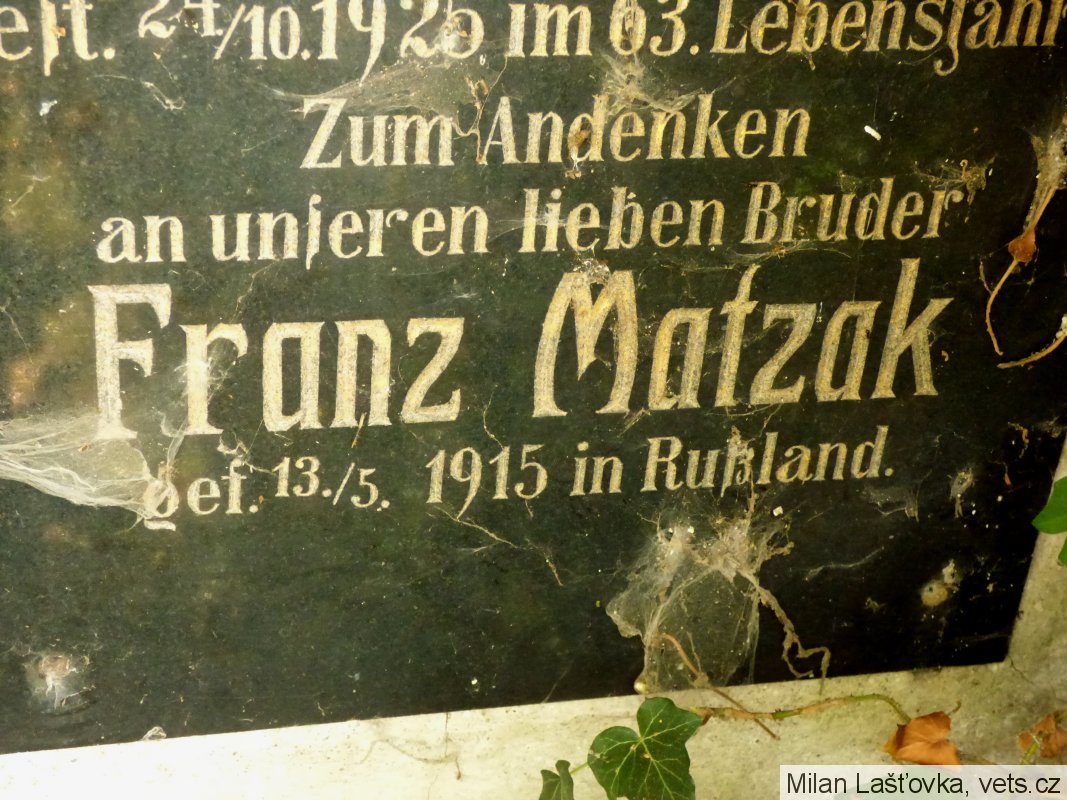 geſt. 24./10. 1925 im 63. Lebensjahr
Zum Andenken
an unſeren lieben Bruder
Franz Matzak
gef. 13./5. 1915 in Rußland.
Milan Lašťovka, vets.cz